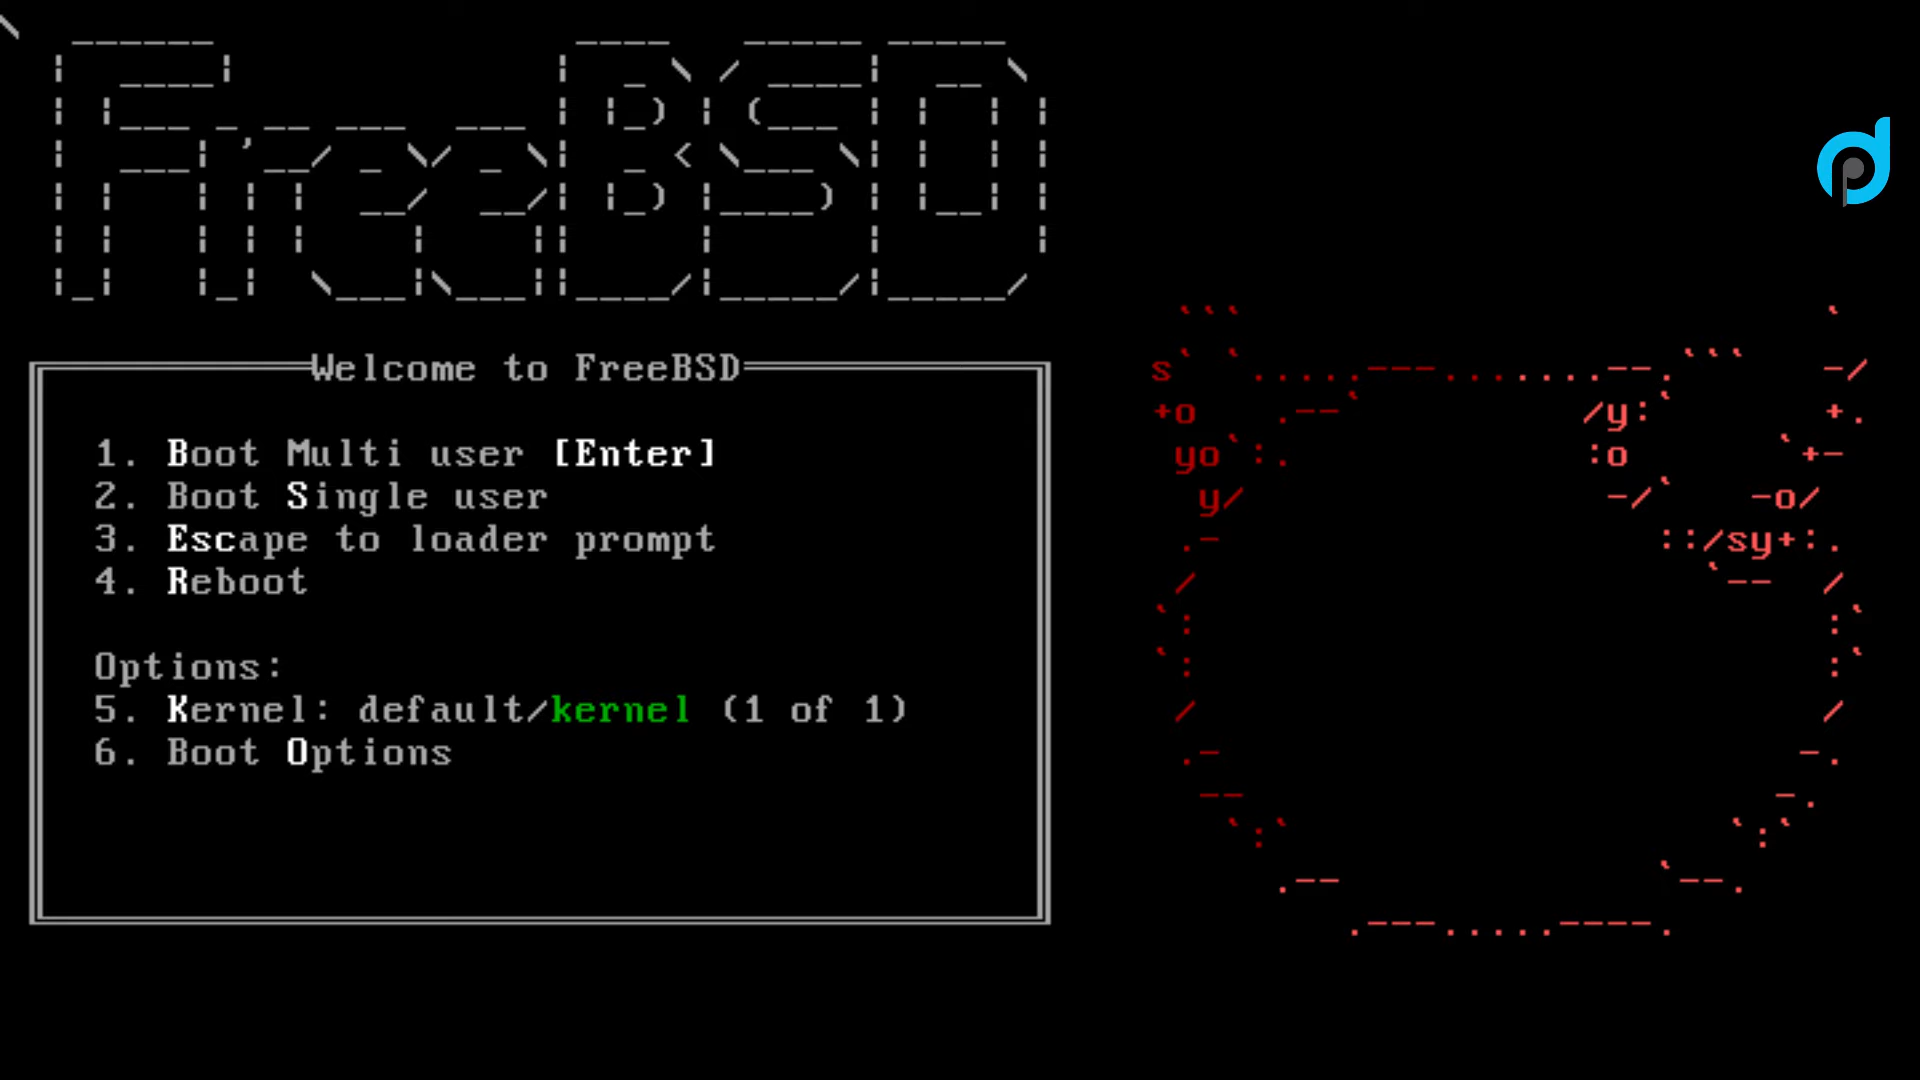 FreeBSD
Welcome to FreeBSD
1. Boot Multi user [Enter]
2. Boot Single user
3. Escape to loader prompt
4. Reboot
Options:
5. Kernel: default/kernel (1 of 1)
6. Boot Options